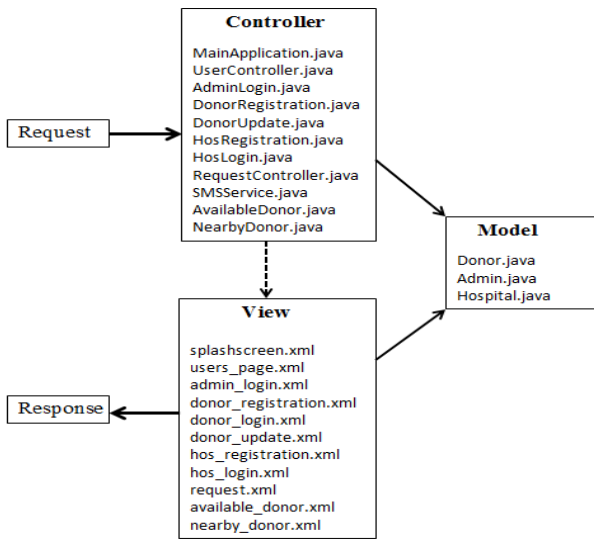 Controller
MainApplication.java
UserController.java
AdminLogin.java
DonorRegistration.java
DonorUpdate.java
HosRegistration.java
HosLogin.java
RequestController.java
SMSService.java
AvailableDonor.java
NearbyDonor.java
Request
Model
Donor.java
Admin.java
Hospital.java
View
splashscreen.xml
users_page.xml
admin_login.xml
donor_registration.xml
donor_login.xml
donor_update.xml
hos_registration.xml
hos_login.xml
request.xml
available_donor.xml
nearby_donor.xml
Response